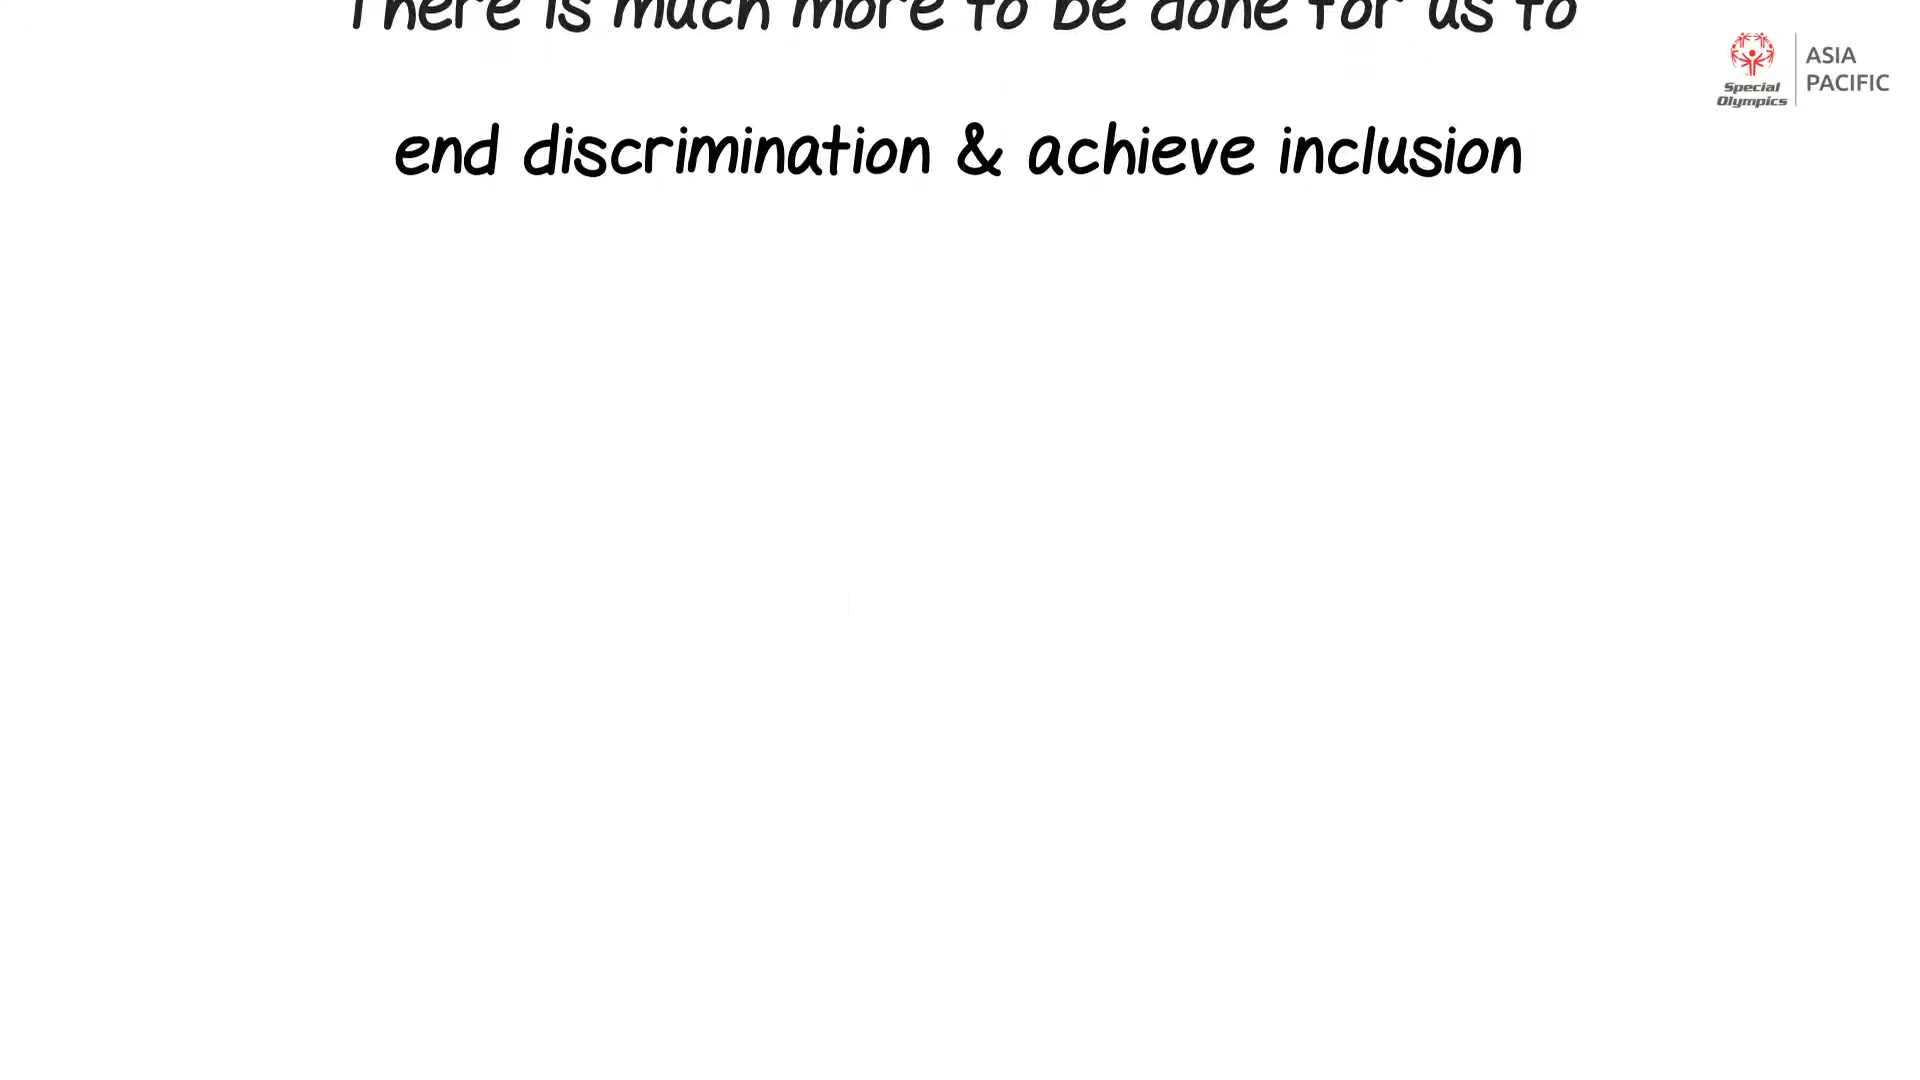 There is much more to be done for us to
end discrimination & achieve inclusion
Special
Olympics
ASIA
PACIFIC